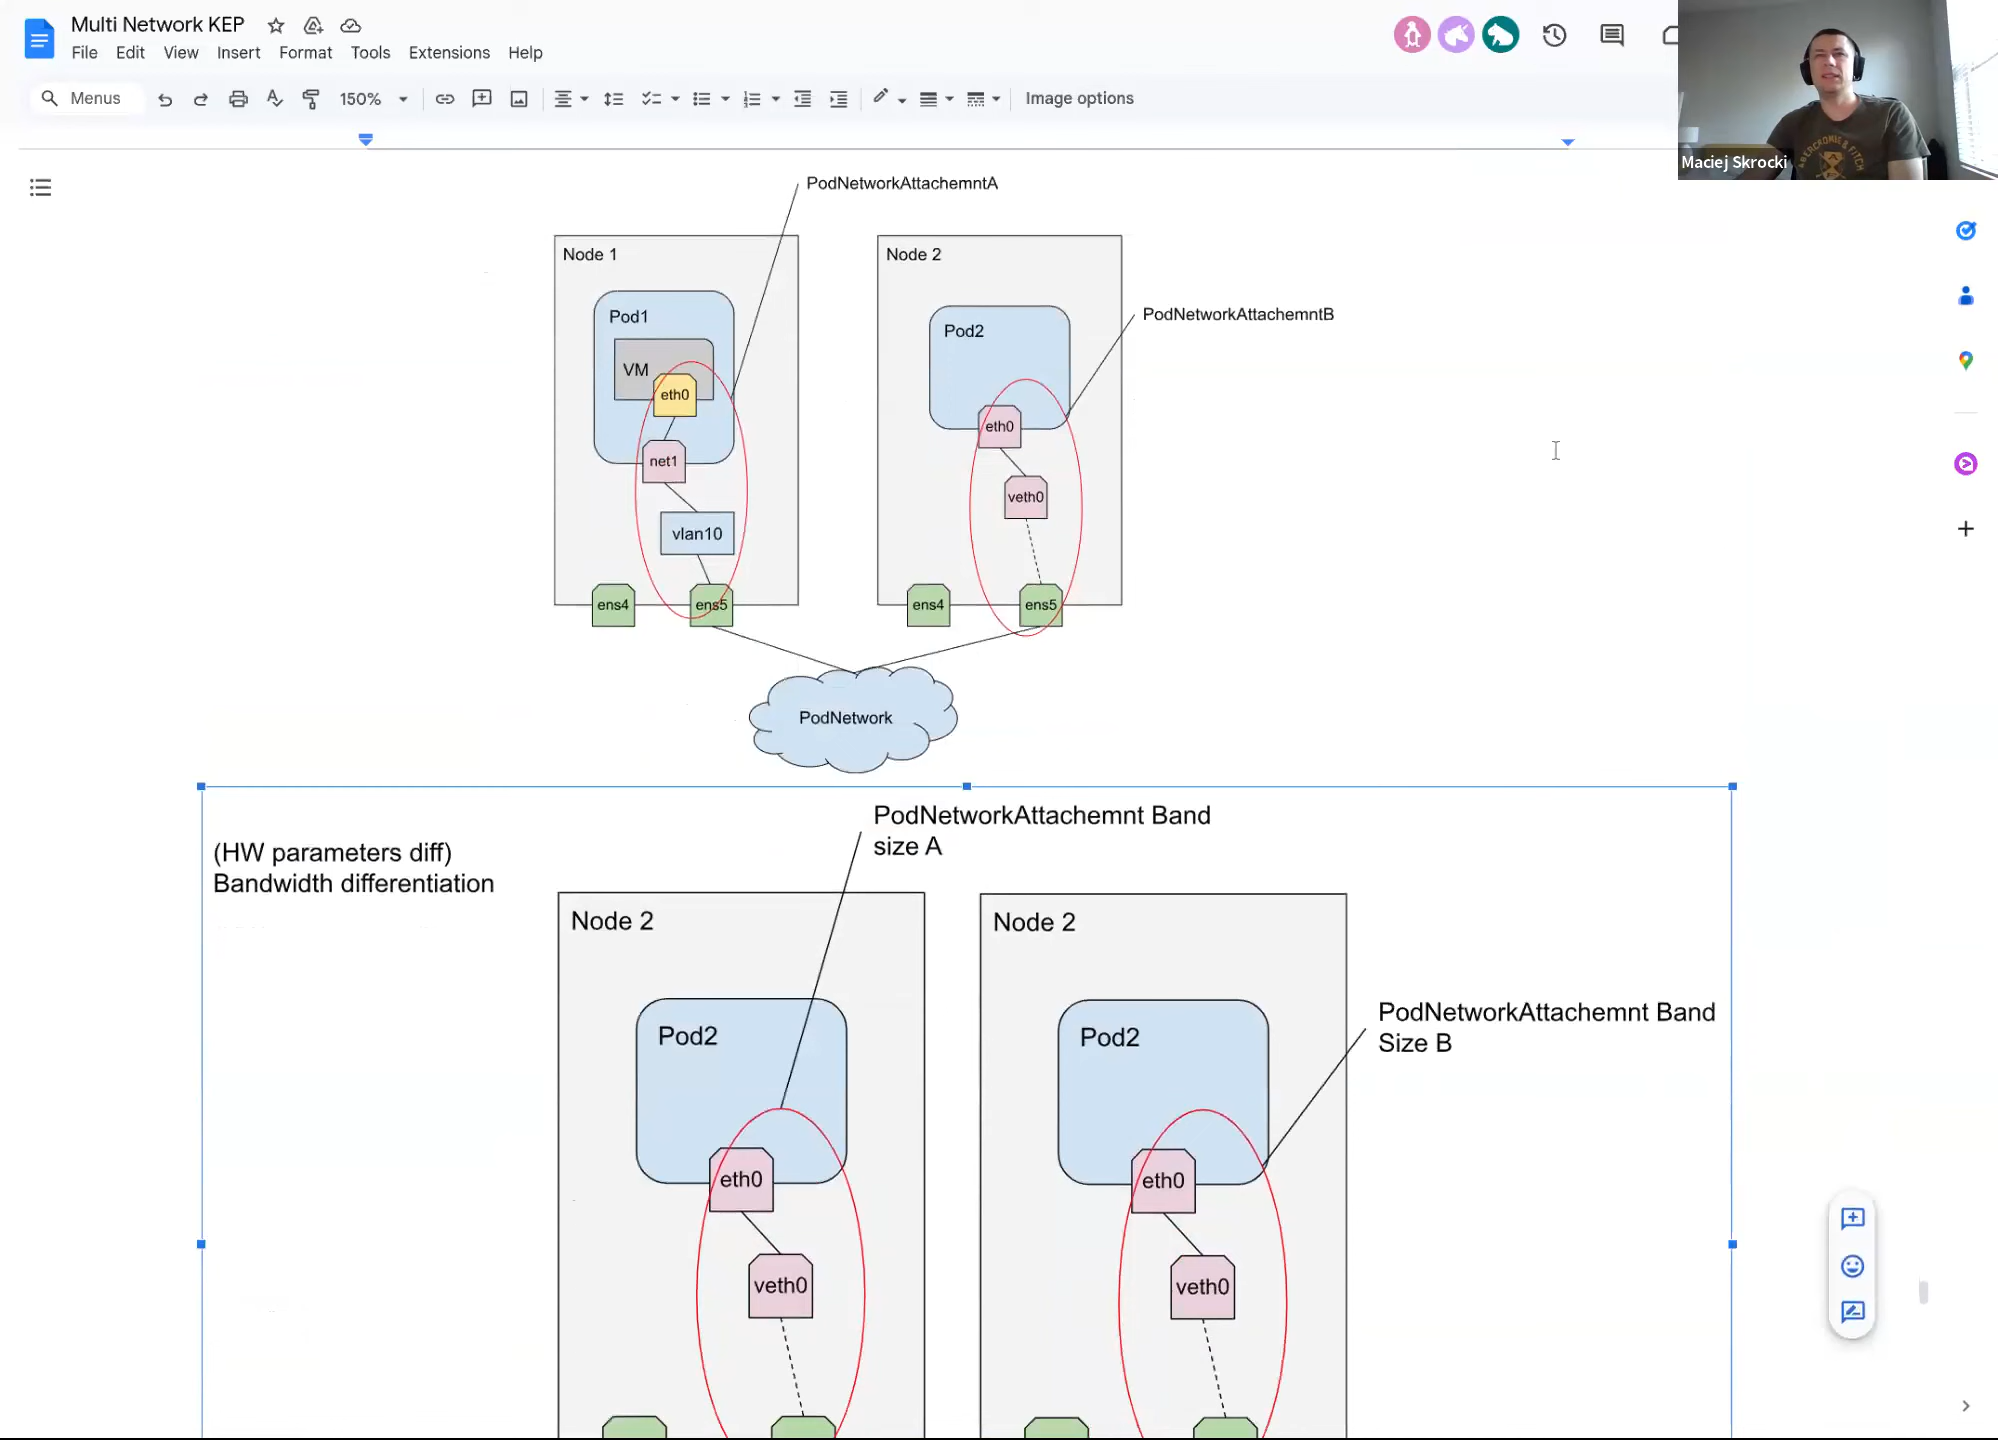 Multi Network KEP
File Edit View Insert Format Tools Extensions Help
Menus
150%
Image options
Maciej Skrocki
PodNetworkAttachemntA
Node 1
Node 2
PodNetworkAttachemntB
Pod1
Pod2
VM
eth0
eth0
net1
veth0
vlan10
ens4
ens5
ens4
ens5
PodNetwork
PodNetworkAttachemnt Band
size A
(HW parameters diff)
Bandwidth differentiation
Node 2
Node 2
PodNetworkAttachemnt Band
Size B
Pod2
Pod2
eth0
eth0
veth0
veth0